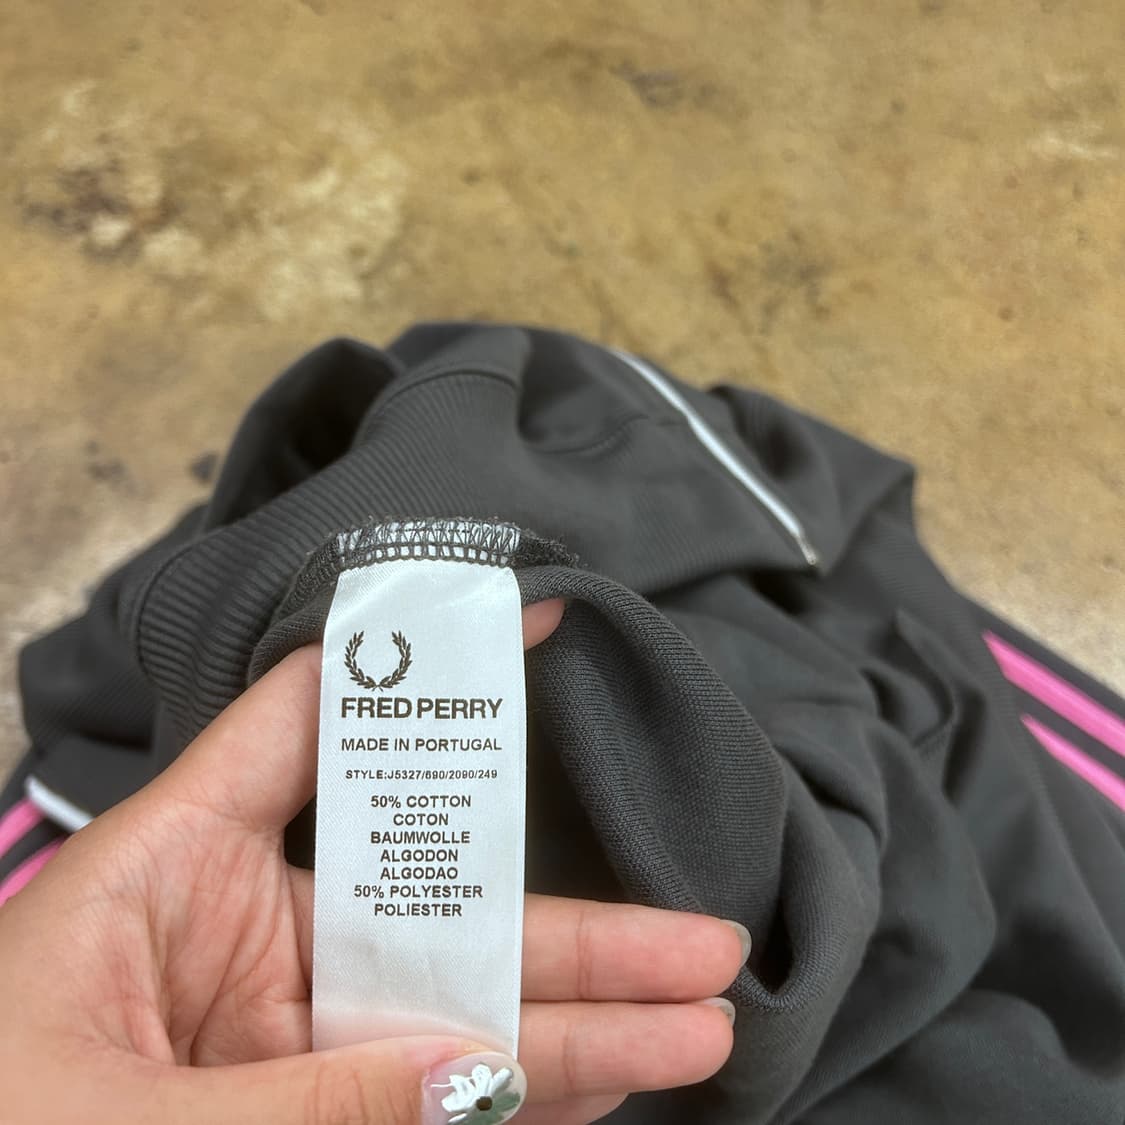 FRED PERRY
MADE IN PORTUGAL
STYLE:J5327/690/2090/249
50% COTTON
COTON
BAUMWOLLE
ALGODON
ALGODAO
50% POLYESTER
POLIESTER